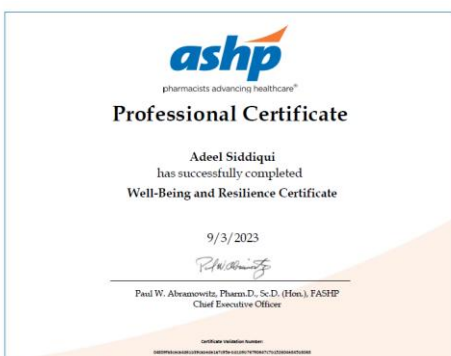 ashp
pharmacists advancing healthcare®
Professional Certificate
Adeel Siddiqui
has successfully completed
Well-Being and Resilience Certificate
9/3/2023
Paul W. Abramowitz, Pharm.D., Sc.D. (Hon.), FASHP
Chief Executive Officer
Certificate Validation Number: